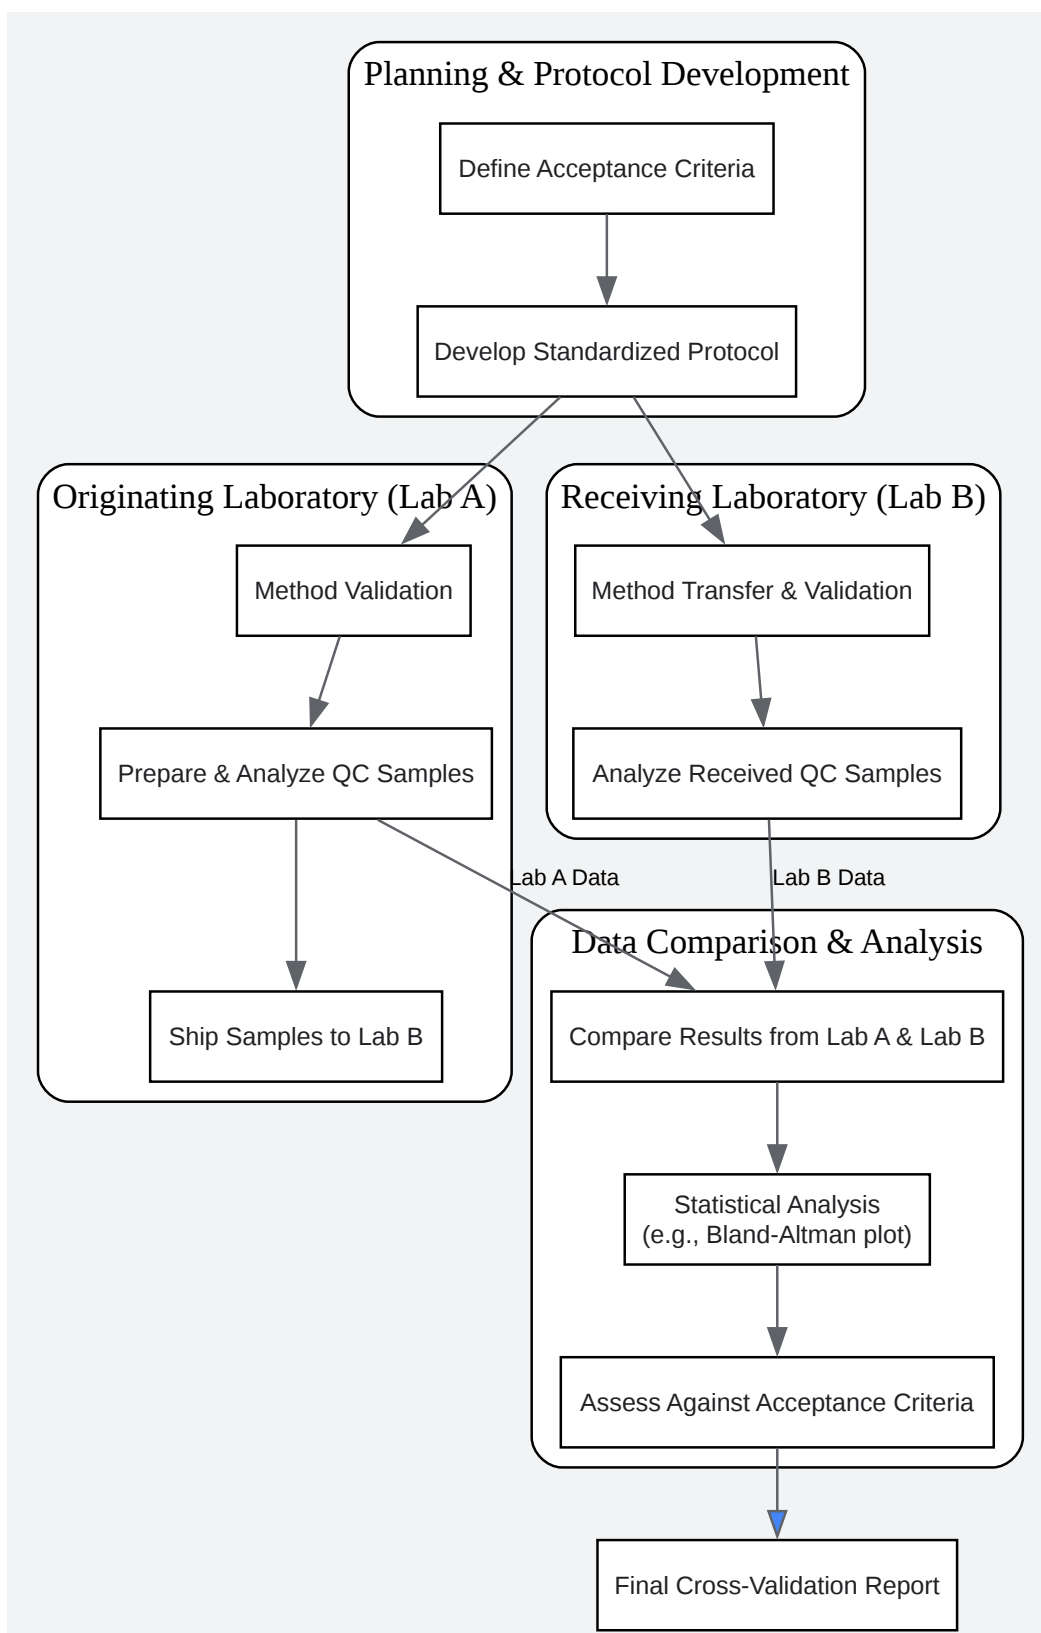 Planning & Protocol Development
Define Acceptance Criteria
Develop Standardized Protocol
Originating Laboratory (Lab A)
Method Validation
Prepare & Analyze QC Samples
Ship Samples to Lab B
Receiving Laboratory (Lab B)
Method Transfer & Validation
Analyze Received QC Samples
Lab A Data
Lab B Data
Data Comparison & Analysis
Compare Results from Lab A & Lab B
Statistical Analysis
(e.g., Bland-Altman plot)
Assess Against Acceptance Criteria
Final Cross-Validation Report